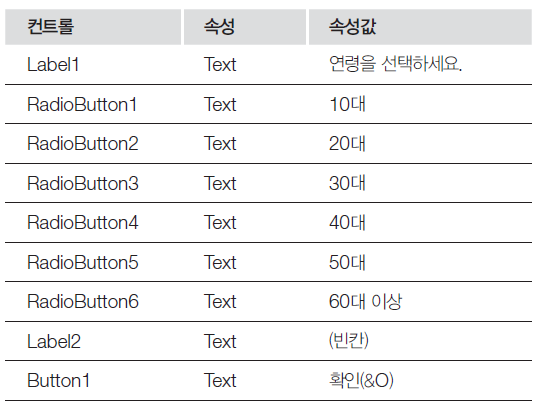 컨트롤 속성 속성값
Label1 Text 연령을 선택하세요.
RadioButton1 Text 10대
RadioButton2 Text 20대
RadioButton3 Text 30대
RadioButton4 Text 40대
RadioButton5 Text 50대
RadioButton6 Text 60대 이상
Label2 Text (빈칸)
Button1 Text 확인(&O)